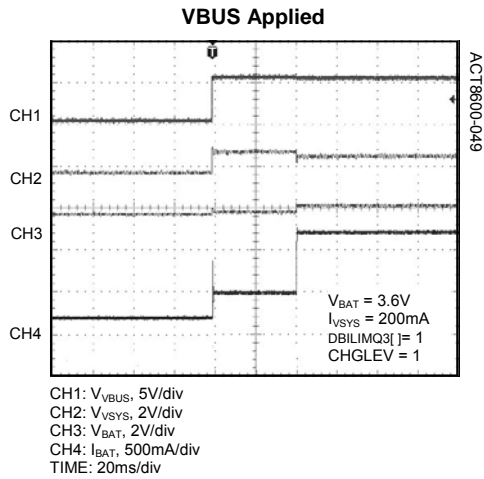 VBUS Applied
ACT8600-049
CH1
CH2
CH3
CH4
VBAT = 3.6V
IVSYS = 200mA
DBILIMQ3[ ]= 1
CHGLEV = 1
CH1: VVBUS, 5V/div
CH2: VVSYS, 2V/div
CH3: VBAT, 2V/div
CH4: IBAT, 500mA/div
TIME: 20ms/div